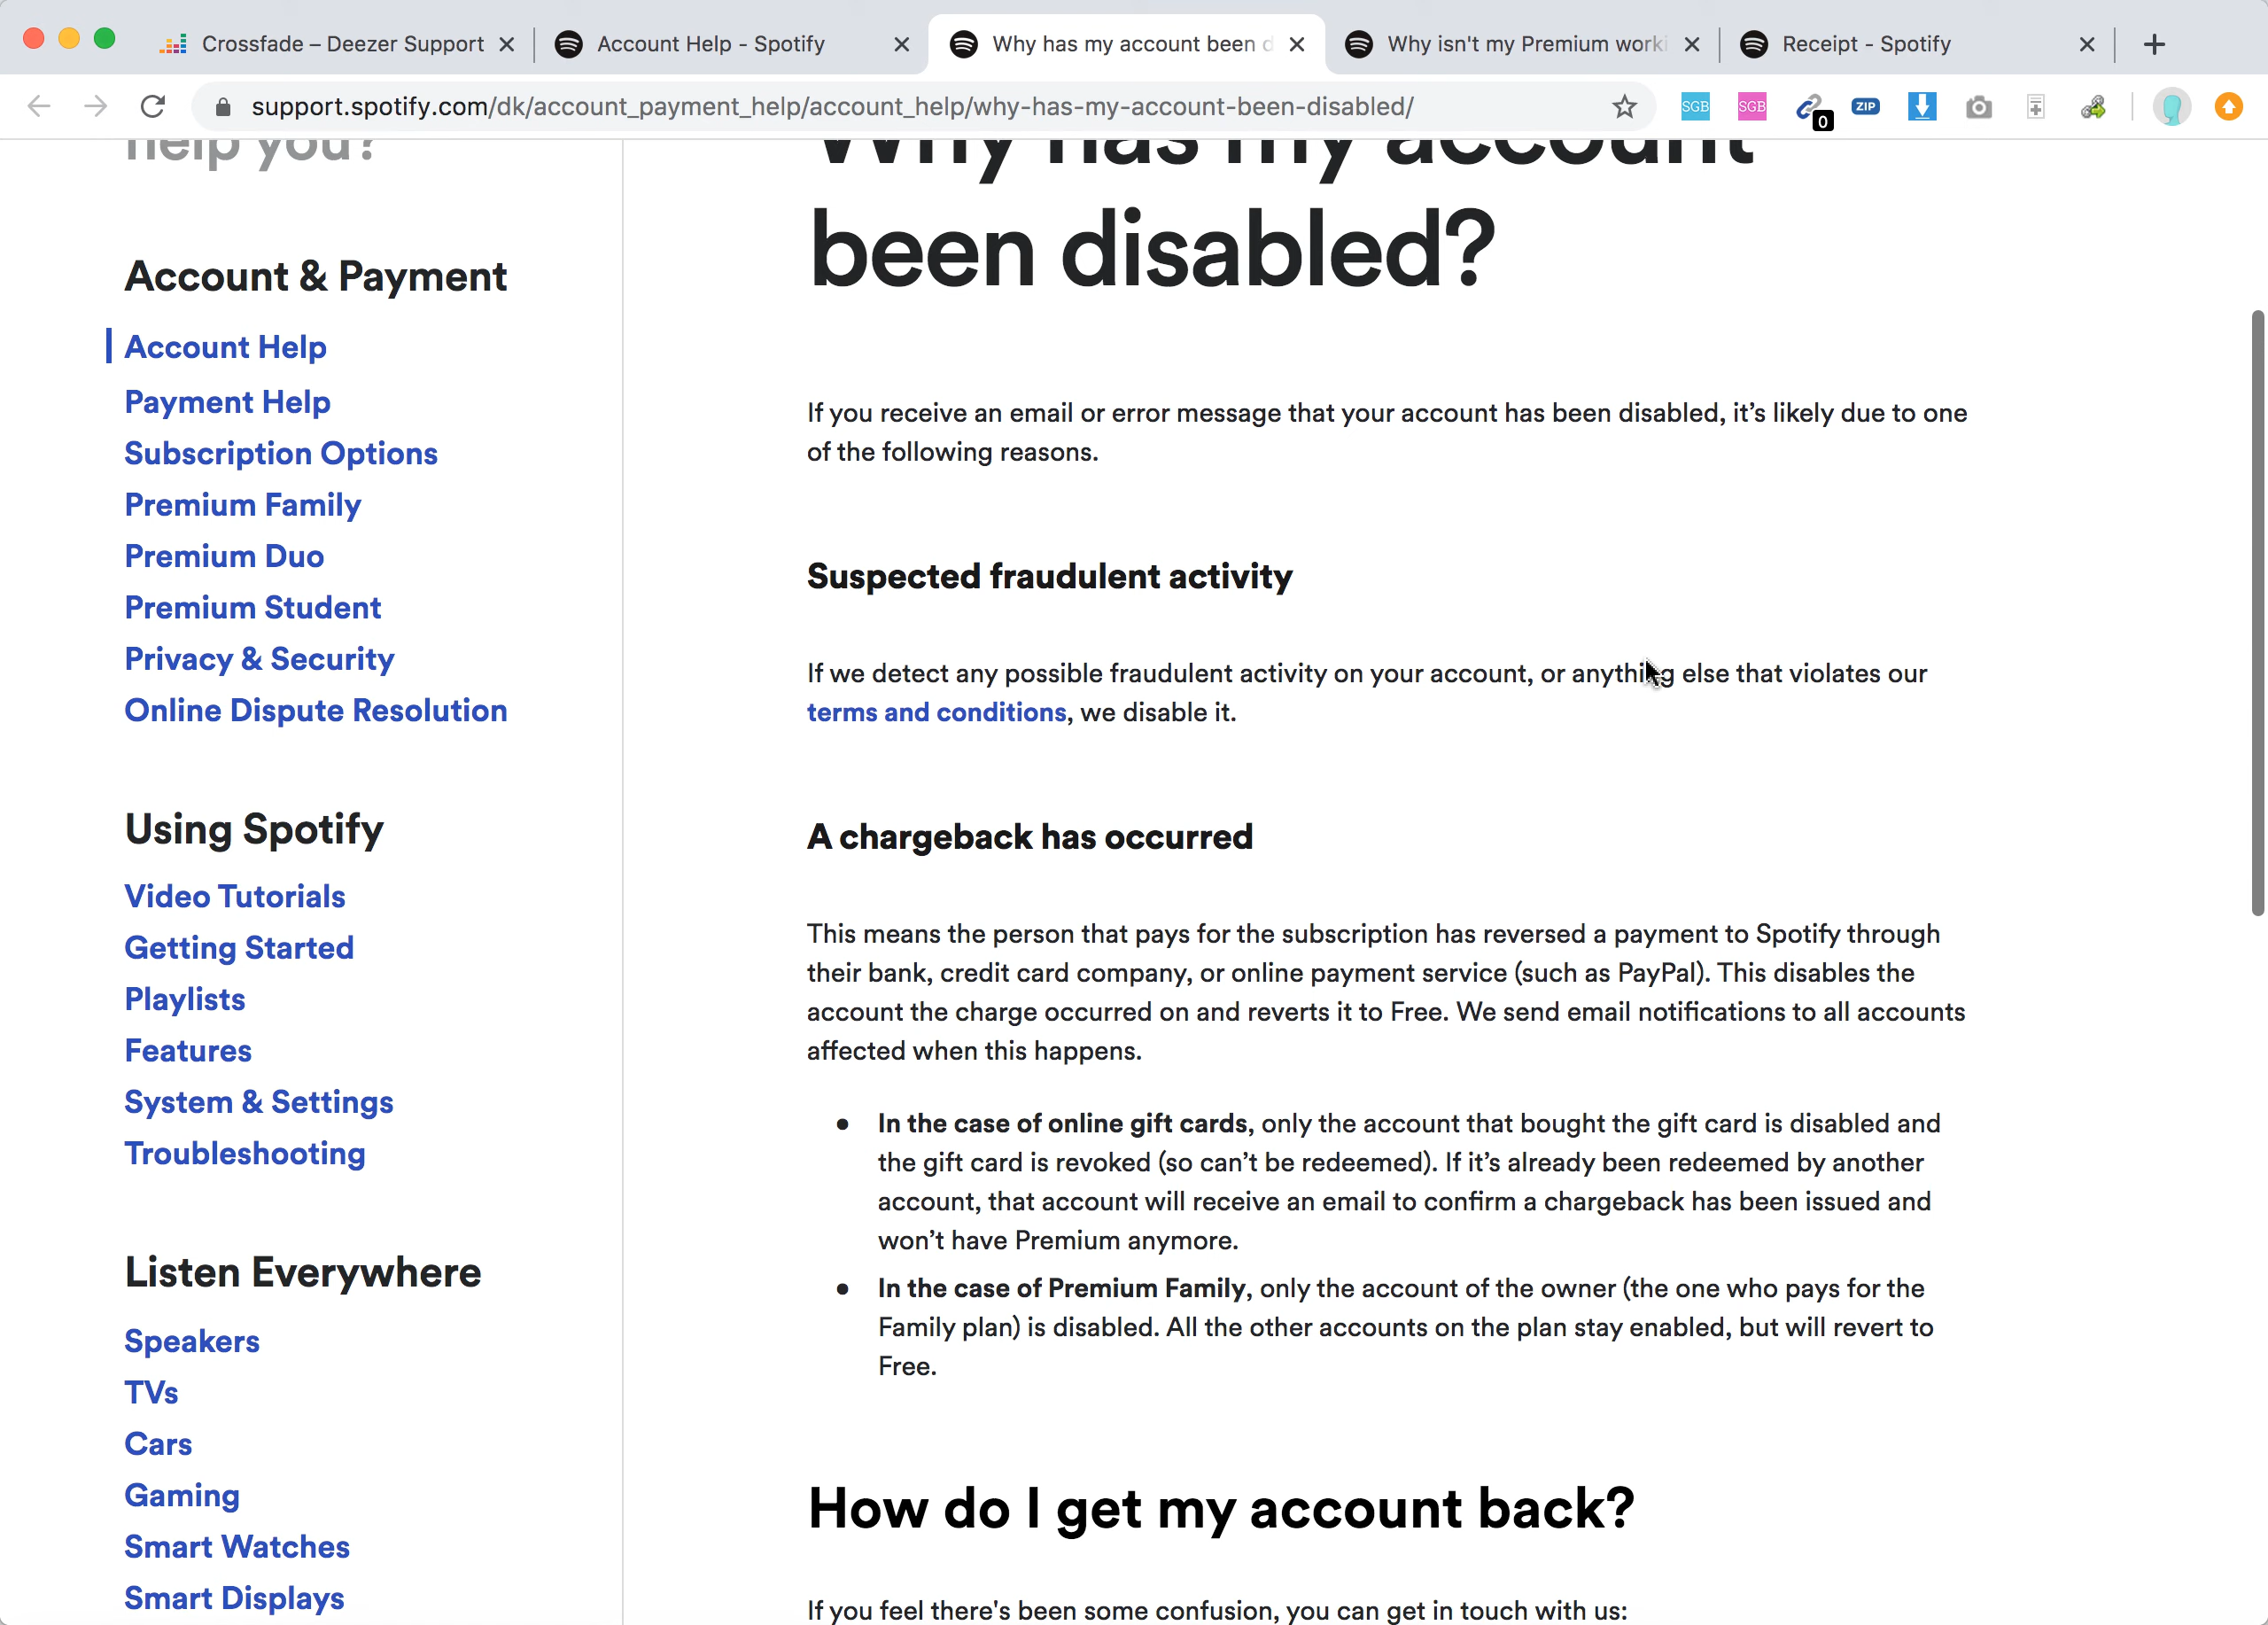 Crossfade – Deezer Support
Account Help - Spotify
Why has my account been d
Why isn't my Premium worki
Receipt - Spotify
support.spotify.com/dk/account_payment_help/account_help/why-has-my-account-been-disabled/
SGB
SGB
0
ZIP
help you?
Account & Payment
Account Help
Payment Help
Subscription Options
Premium Family
Premium Duo
Premium Student
Privacy & Security
Online Dispute Resolution
Using Spotify
Video Tutorials
Getting Started
Playlists
Features
System & Settings
Troubleshooting
Listen Everywhere
Speakers
TVs
Cars
Gaming
Smart Watches
Smart Displays
Why has my account
been disabled?
If you receive an email or error message that your account has been disabled, it’s likely due to one
of the following reasons.
Suspected fraudulent activity
If we detect any possible fraudulent activity on your account, or anything else that violates our
terms and conditions, we disable it.
A chargeback has occurred
This means the person that pays for the subscription has reversed a payment to Spotify through
their bank, credit card company, or online payment service (such as PayPal). This disables the
account the charge occurred on and reverts it to Free. We send email notifications to all accounts
affected when this happens.
• In the case of online gift cards, only the account that bought the gift card is disabled and
the gift card is revoked (so can’t be redeemed). If it’s already been redeemed by another
account, that account will receive an email to confirm a chargeback has been issued and
won’t have Premium anymore.
• In the case of Premium Family, only the account of the owner (the one who pays for the
Family plan) is disabled. All the other accounts on the plan stay enabled, but will revert to
Free.
How do I get my account back?
If you feel there's been some confusion, you can get in touch with us: